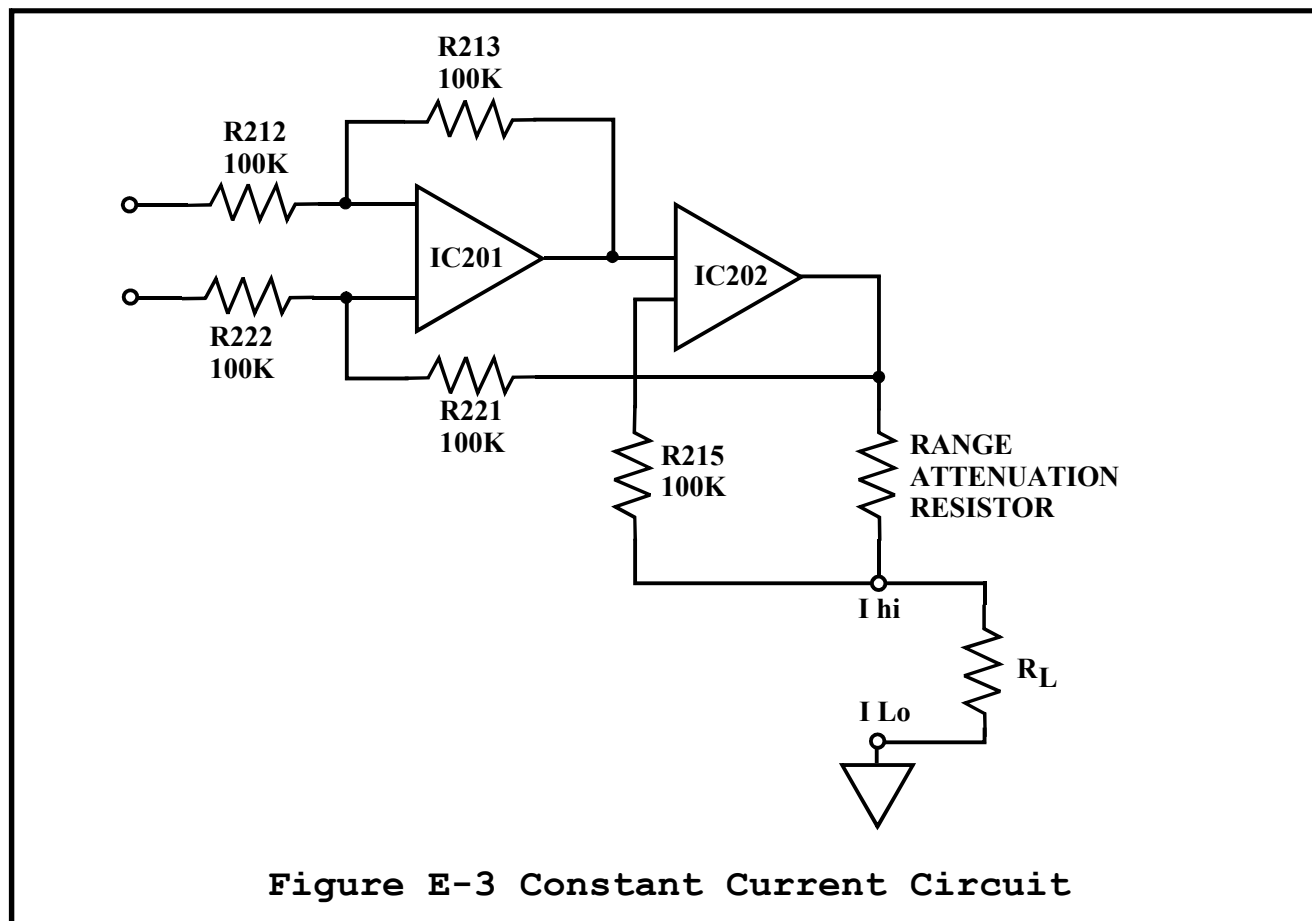 R213
100K
R212
100K
IC201
IC202
R222
100K
R221
100K
R215
100K
RANGE
ATTENUATION
RESISTOR
I hi
RL
I Lo
Figure E-3 Constant Current Circuit